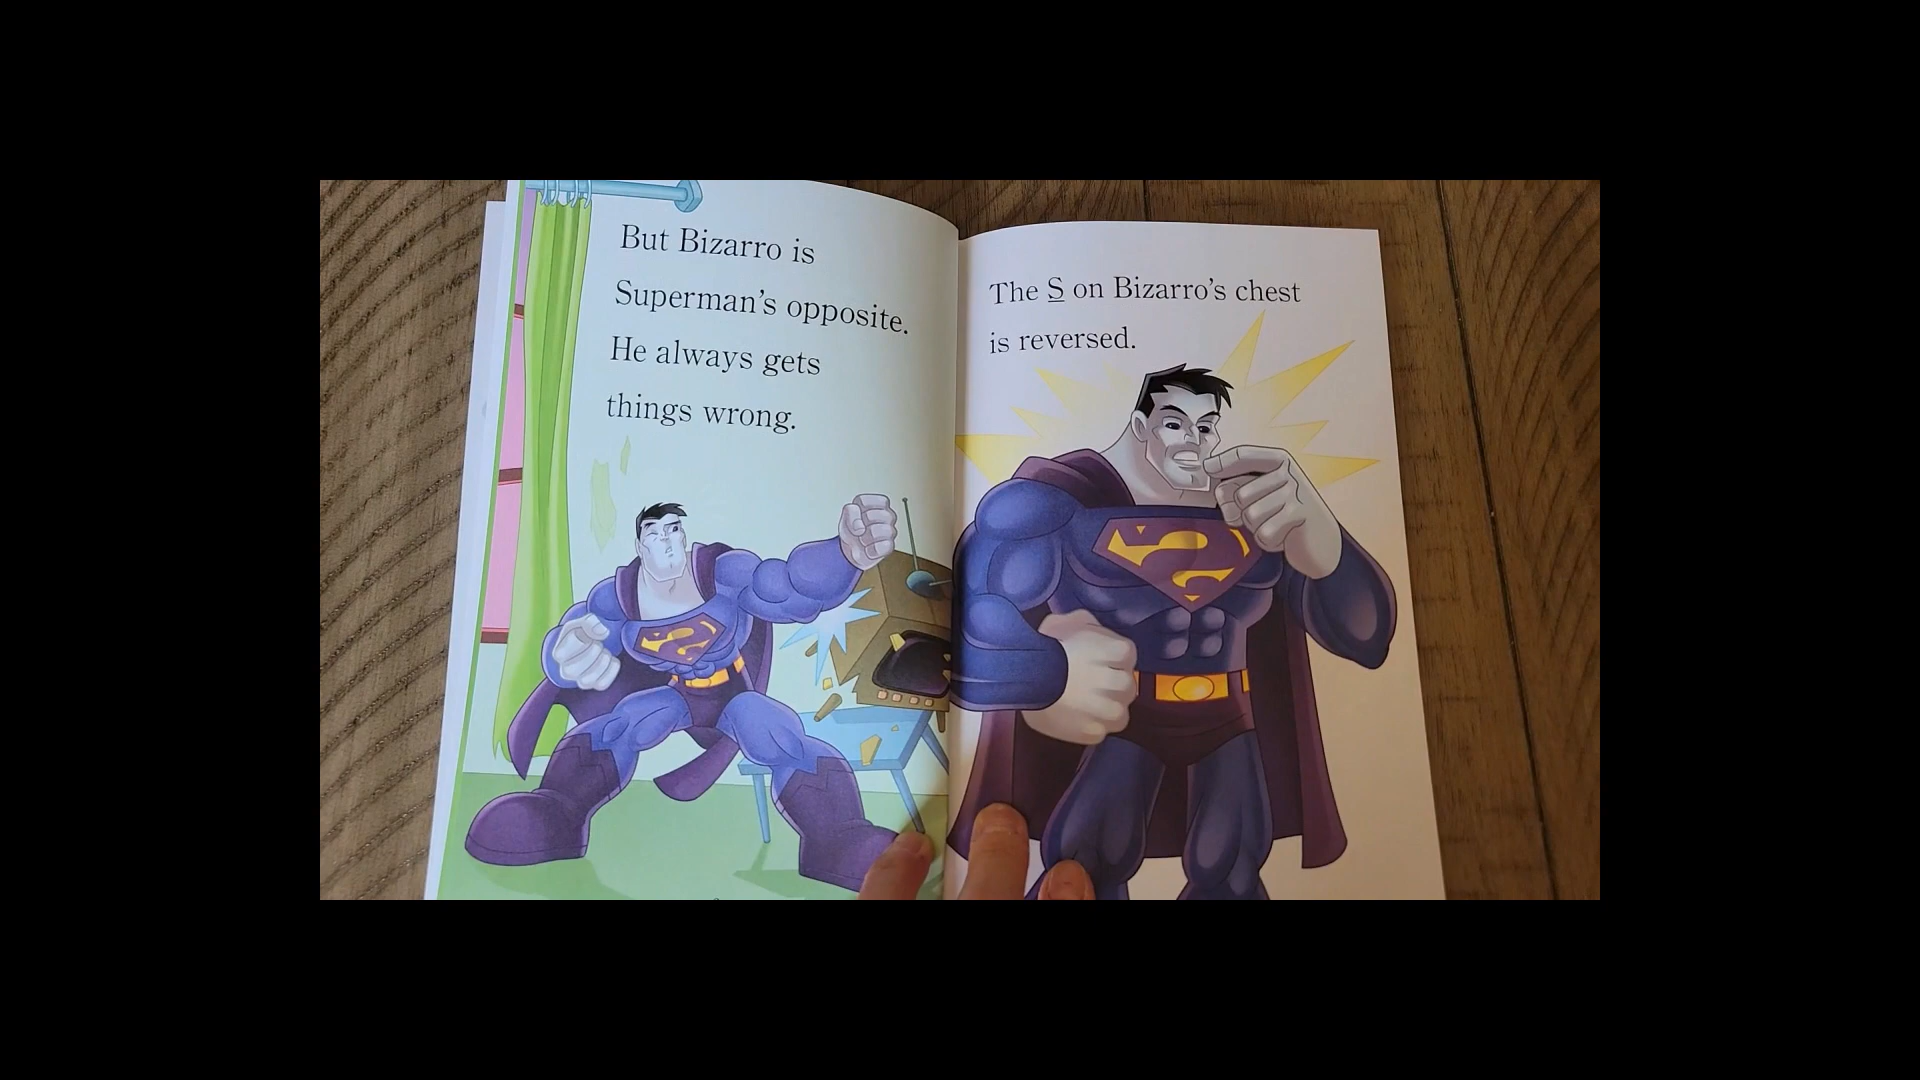 But Bizarro is
Superman's opposite.
He always gets
things wrong.
The S on Bizarro's chest
is reversed.